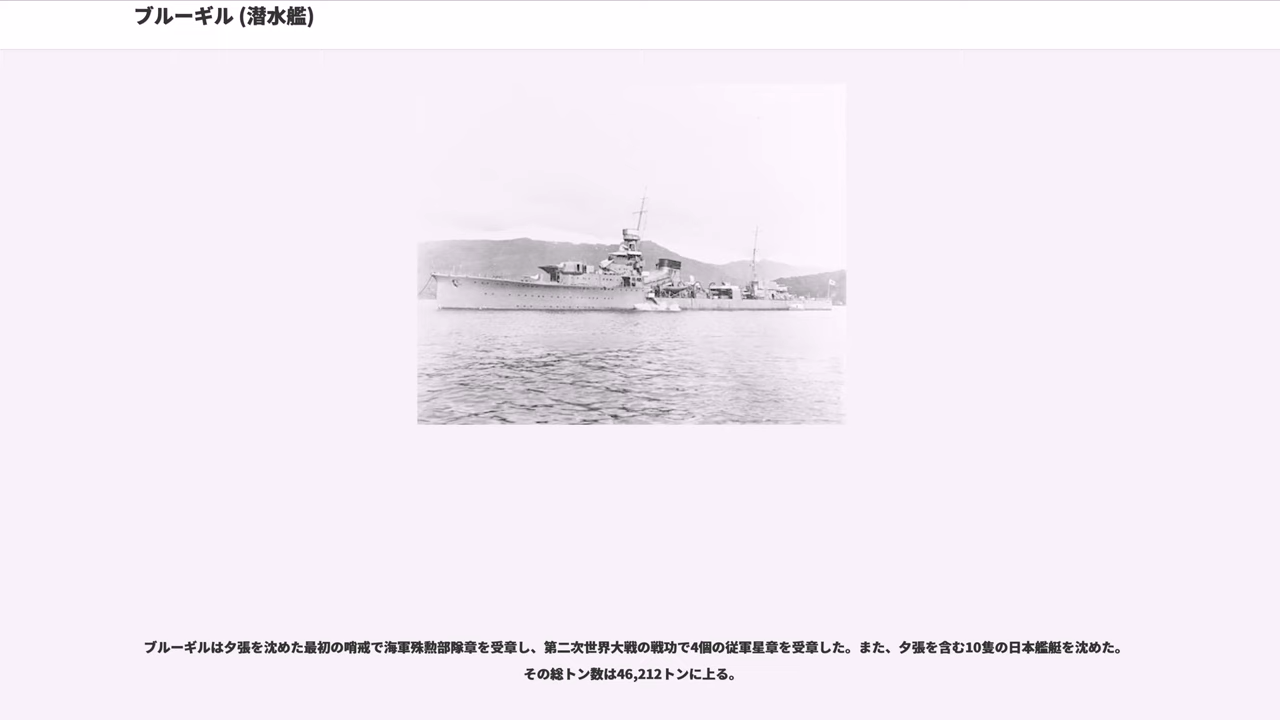 ブルーギル (潜水艦)
ブルーギルは夕張を沈めた最初の哨戒で海軍殊勲部隊章を受章し、第二次世界大戦の戦功で4個の従軍星章を受章した。また、夕張を含む10隻の日本艦艇を沈めた。
その総トン数は46,212トンに上る。